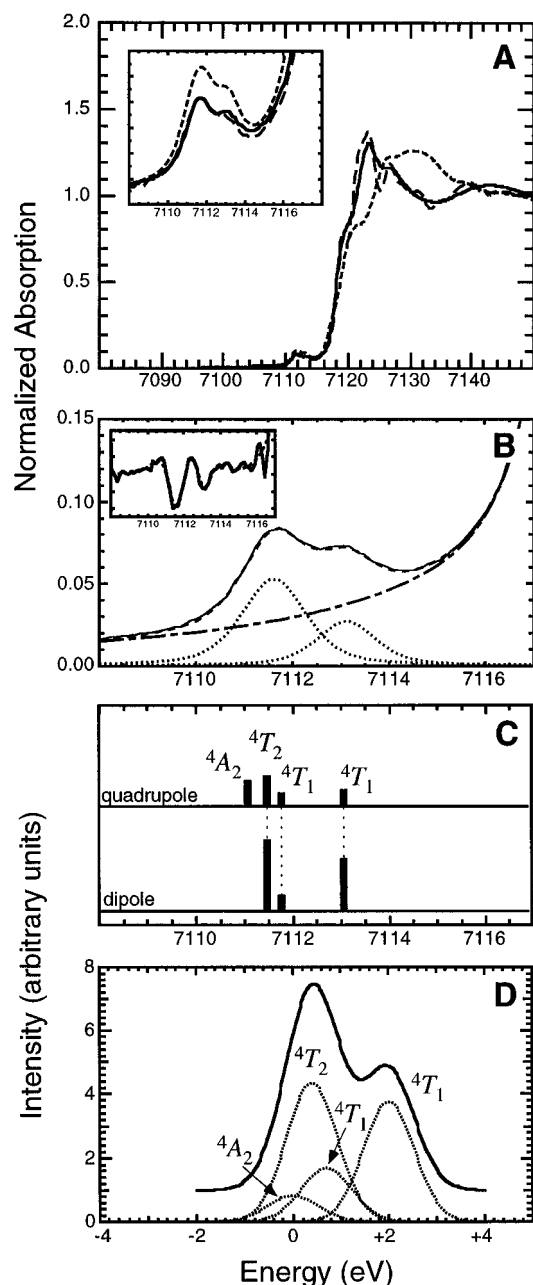 2.0
A
1.5
7110 7112 7114 7116
1.0
0.5
0.0
7090 7100 7110 7120 7130 7140
Normalized Absorption
0.15
B
7110 7112 7114 7116
0.10
0.05
0.00
7110 7112 7114 7116
C
⁴A₂ ⁴T₂ ⁴T₁ ⁴T₁
quadrupole
dipole
7110 7112 7114 7116
Intensity (arbitrary units)
8
D
6
⁴T₂ ⁴T₁
4
⁴T₁
⁴A₂
2
0
-4 -2 0 +2 +4
Energy (eV)